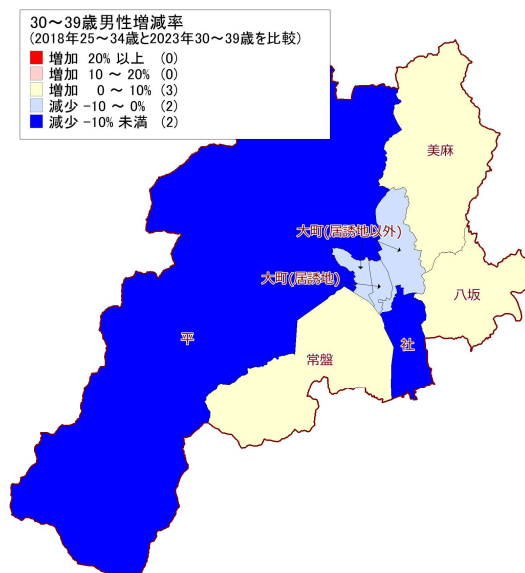 30～39歳男性増減率
(2018年25～34歳と2023年30～39歳を比較)
増加 20% 以上 (0)
増加 10 ～ 20% (0)
増加 0 ～ 10% (3)
減少 -10 ～ 0% (2)
減少 -10% 未満 (2)
美麻
大町(居誘地以外)
大町(居誘地)
八坂
平
社
常盤